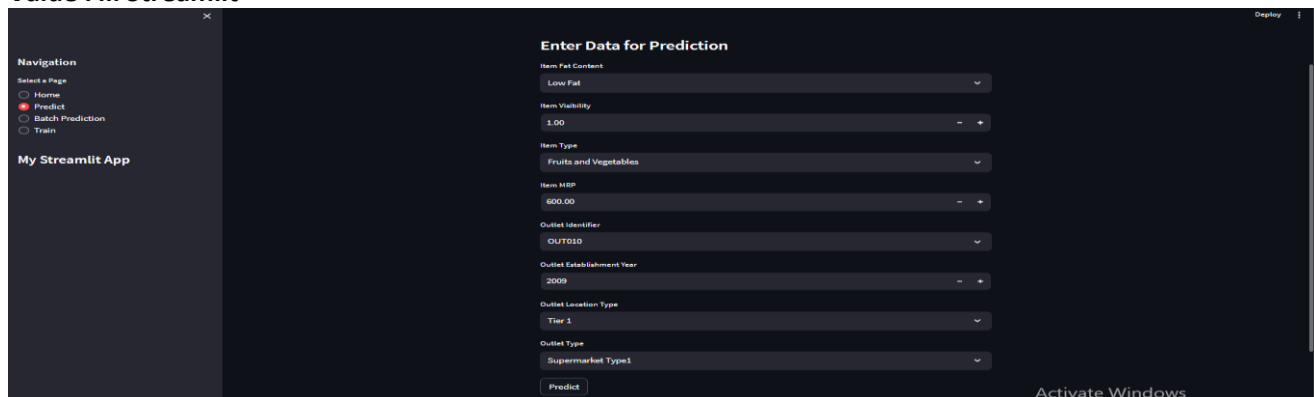 Deploy
Navigation
Select a Page
Home
Predict
Batch Prediction
Train
My Streamlit App
Enter Data for Prediction
Item Fat Content
Low Fat
Item Visibility
1.00
Item Type
Fruits and Vegetables
Item MRP
600.00
Outlet Identifier
OUT010
Outlet Establishment Year
2009
Outlet Location Type
Tier 1
Outlet Type
Supermarket Type1
Predict
Activate Windows